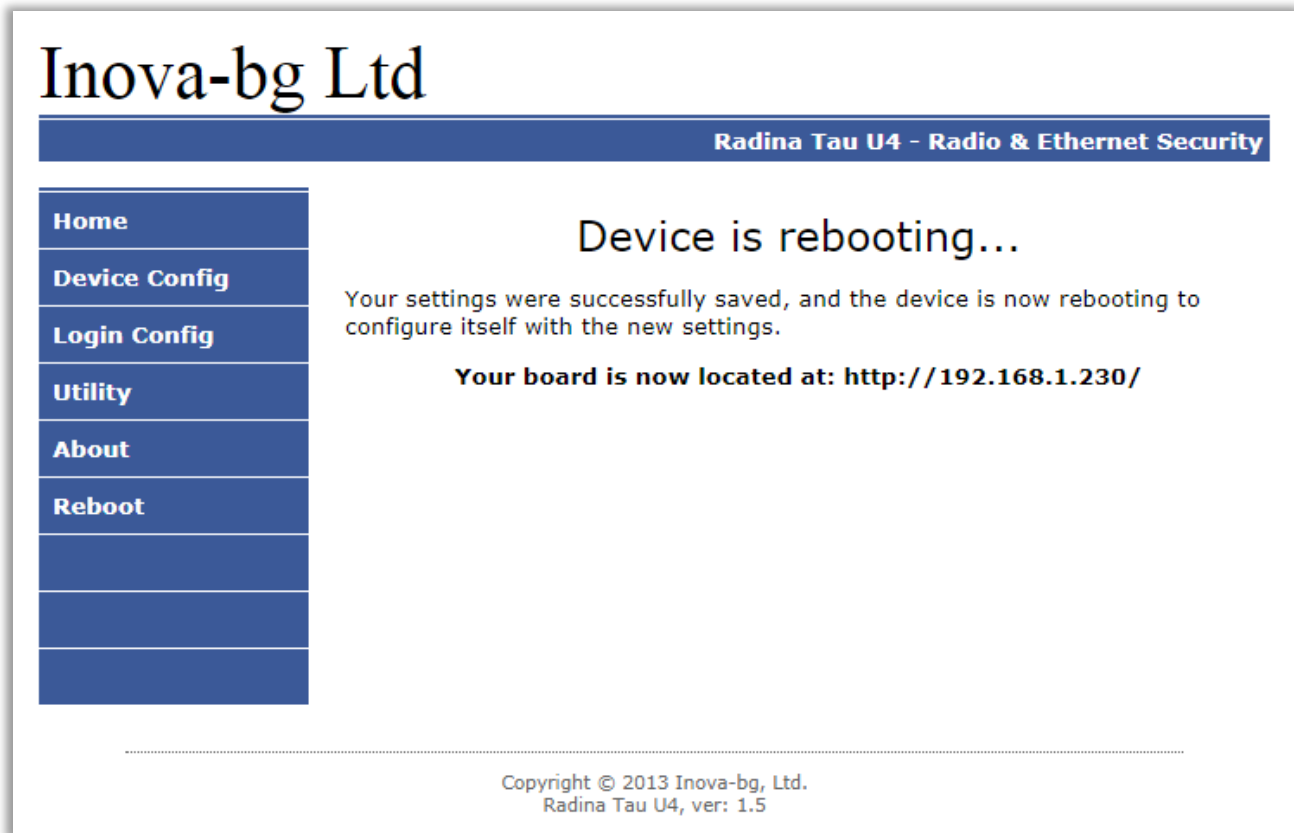 Inova-bg Ltd
Radina Tau U4 - Radio & Ethernet Security
Home
Device Config
Login Config
Utility
About
Reboot
Device is rebooting...
Your settings were successfully saved, and the device is now rebooting to
configure itself with the new settings.
Your board is now located at: http://192.168.1.230/
Copyright © 2013 Inova-bg, Ltd.
Radina Tau U4, ver: 1.5